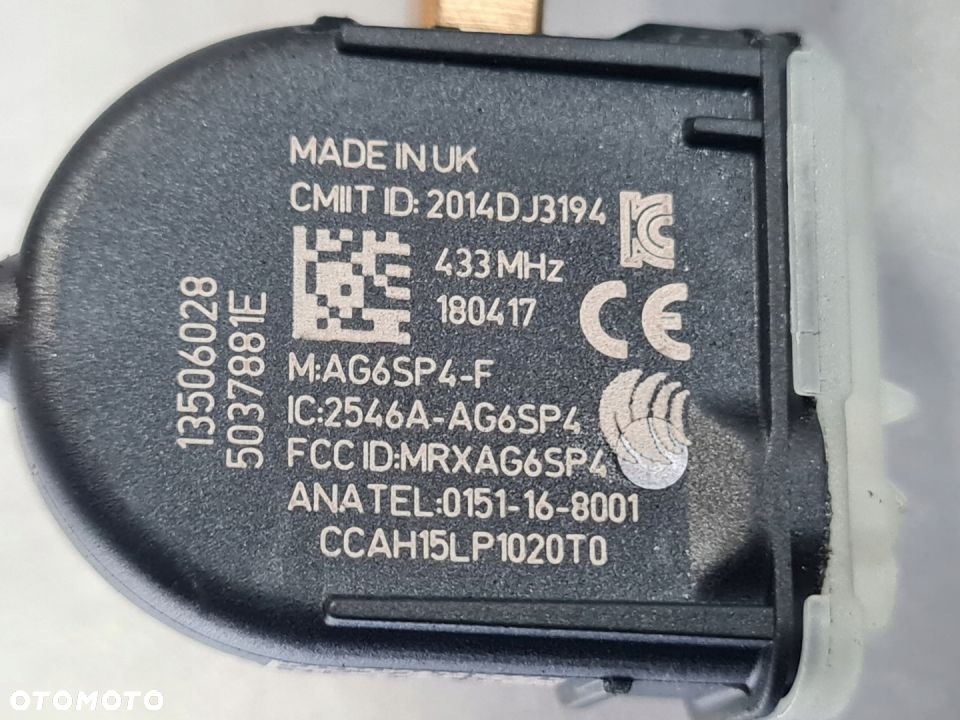 MADE IN UK
CMIIT ID: 2014DJ3194
433 MHz
180417
M:AG6SP4-F
IC:2546A-AG6SP4
FCC ID:MRXAG6SP4
ANATEL:0151-16-8001
CCAH15LP1020T0
13506028
5037881E
CE
OTOMOTO